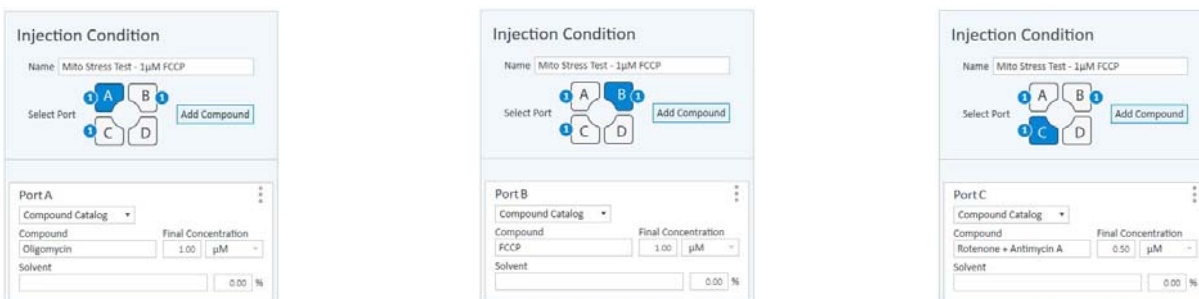 Injection Condition
Name Mito Stress Test - 1µM FCCP
1 A B 1
Select Port Add Compound
1 C D
Port A
Compound Catalog
Compound Final Concentration
Oligomycin 1.00 µM
Solvent
0.00 %
Injection Condition
Name Mito Stress Test - 1µM FCCP
1 A B 1
Select Port Add Compound
1 C D
Port B
Compound Catalog
Compound Final Concentration
FCCP 1.00 µM
Solvent
0.00 %
Injection Condition
Name Mito Stress Test - 1µM FCCP
1 A B 1
Select Port Add Compound
1 C D
Port C
Compound Catalog
Compound Final Concentration
Rotenone + Antimycin A 0.50 µM
Solvent
0.00 %